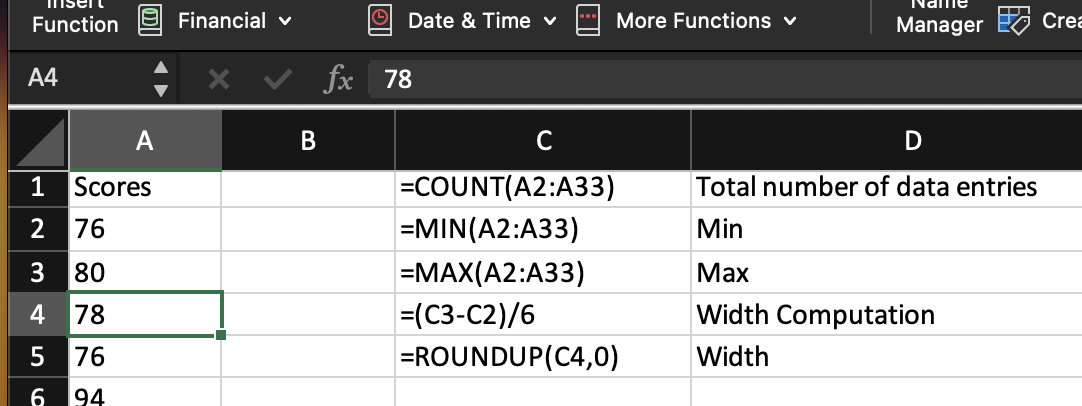 Insert
Function
Financial
Date & Time
More Functions
Name
Manager
A4
fx
78
A B C D
1 Scores =COUNT(A2:A33) Total number of data entries
2 76 =MIN(A2:A33) Min
3 80 =MAX(A2:A33) Max
4 78 =(C3-C2)/6 Width Computation
5 76 =ROUNDUP(C4,0) Width
6 94